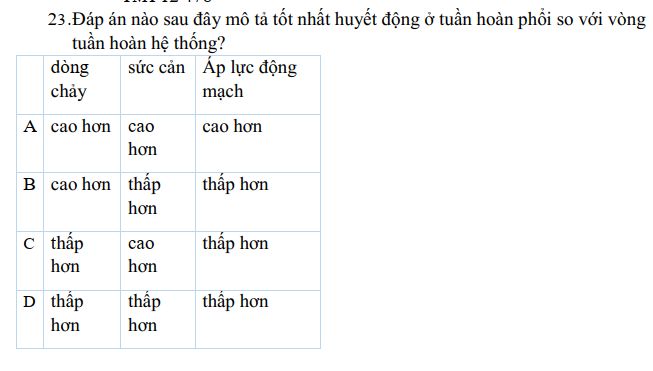 23.Đáp án nào sau đây mô tả tốt nhất huyết động ở tuần hoàn phổi so với vòng
tuần hoàn hệ thống?
dòng chảy sức cản Áp lực động mạch
A cao hơn cao hơn cao hơn
B cao hơn thấp hơn thấp hơn
C thấp hơn cao hơn thấp hơn
D thấp hơn thấp hơn thấp hơn